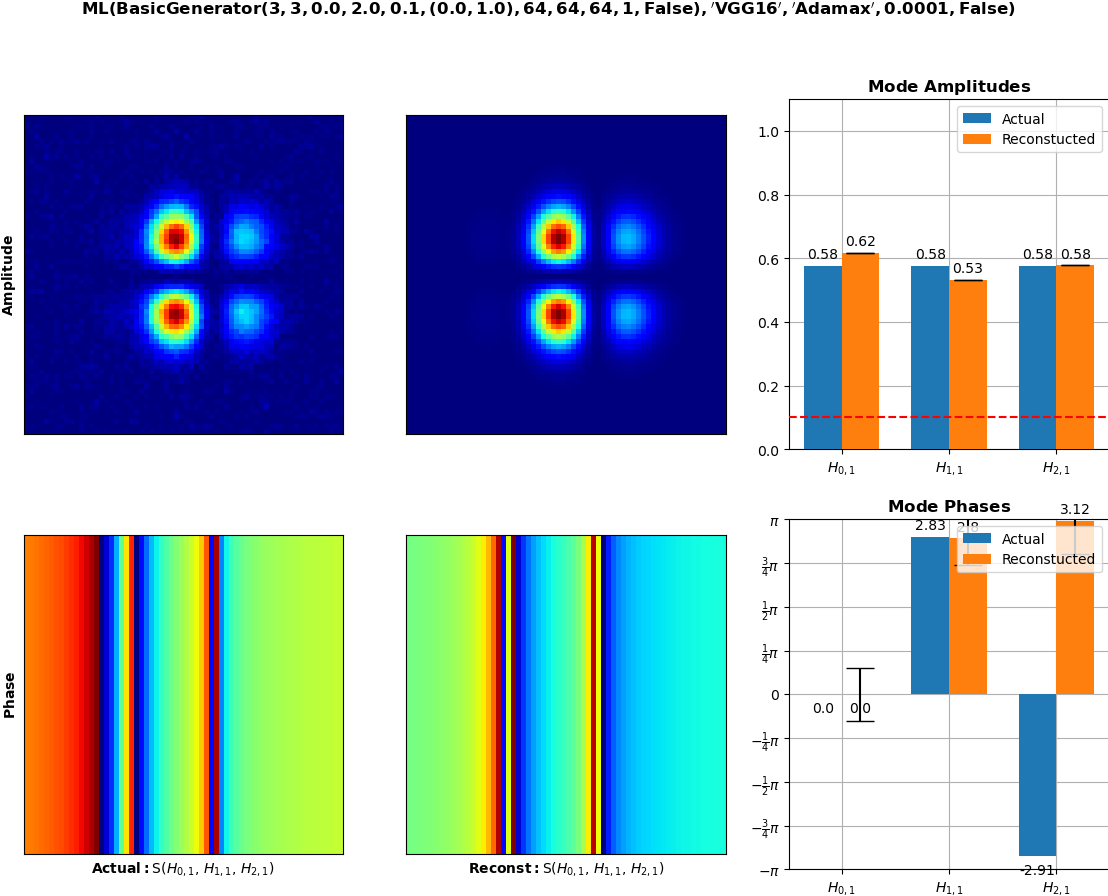 ML(BasicGenerator(3, 3, 0.0, 2.0, 0.1, (0.0, 1.0), 64, 64, 64, 1, False), ′VGG16′, ′Adamax′, 0.0001, False)
Amplitude
Mode Amplitudes
Actual
Reconstucted
1.0
0.8
0.6
0.4
0.2
0.0
0.58
0.62
0.58
0.53
0.58
0.58
H0, 1
H1, 1
H2, 1
Phase
Actual: S(H0, 1, H1, 1, H2, 1)
Reconst: S(H0, 1, H1, 1, H2, 1)
Mode Phases
Actual
Reconstucted
π
3/4π
1/2π
1/4π
0
−1/4π
−1/2π
−3/4π
−π
0.0
0.0
2.83
2.8
-2.91
3.12
H0, 1
H1, 1
H2, 1